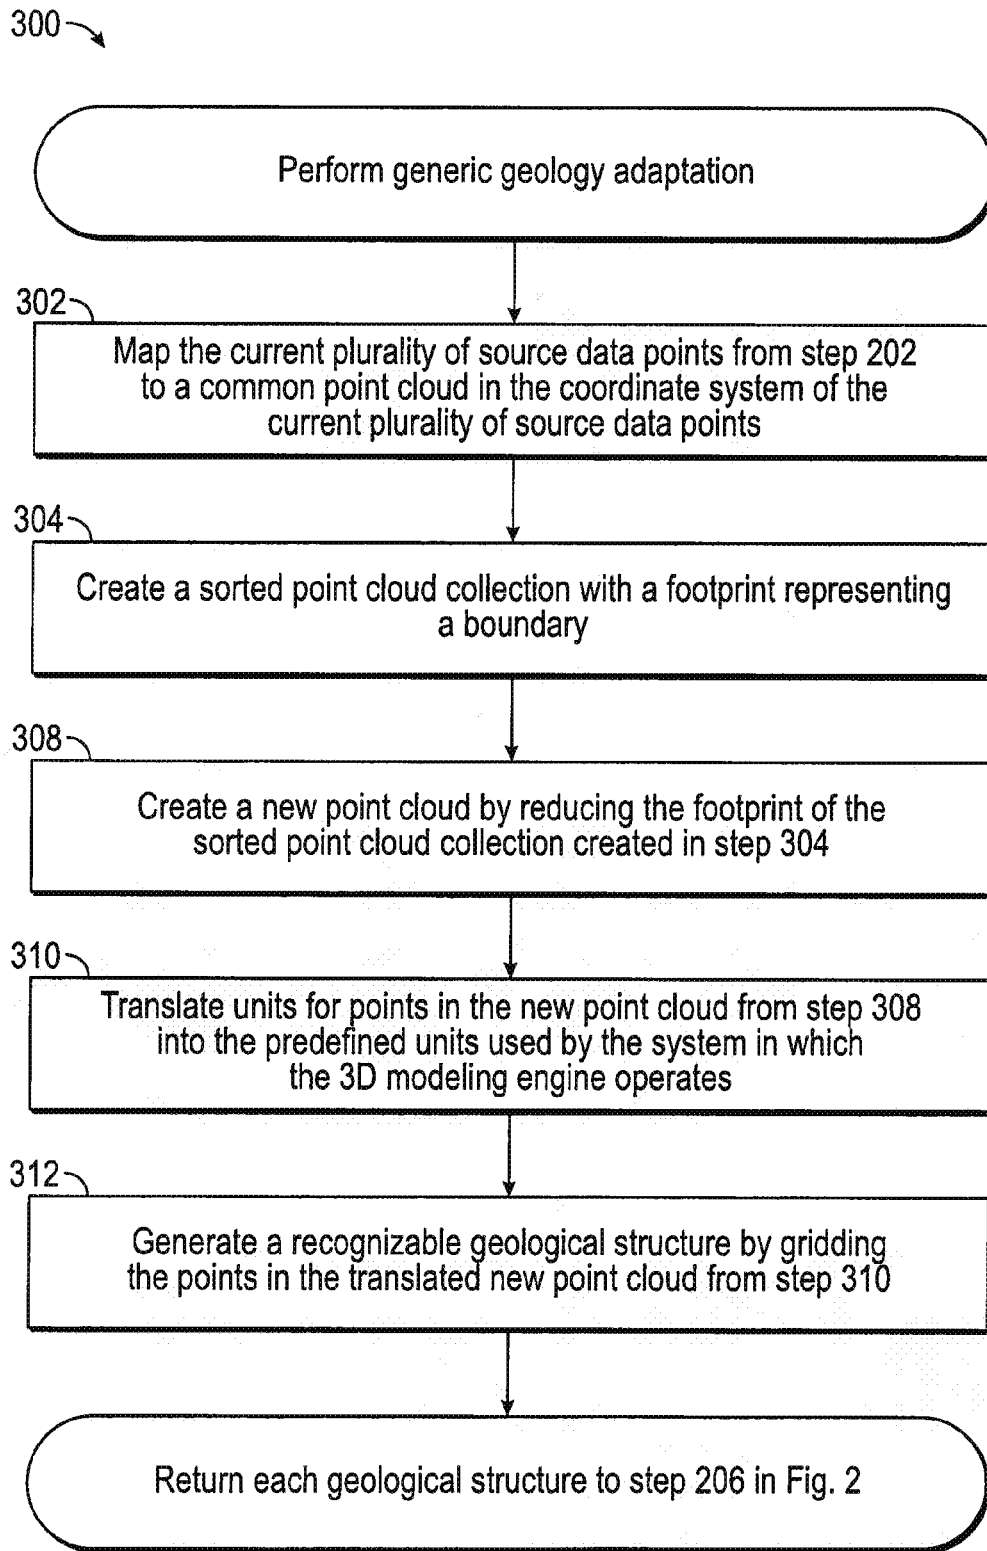 300
Perform generic geology adaptation
302
Map the current plurality of source data points from step 202
to a common point cloud in the coordinate system of the
current plurality of source data points
304
Create a sorted point cloud collection with a footprint representing
a boundary
308
Create a new point cloud by reducing the footprint of the
sorted point cloud collection created in step 304
310
Translate units for points in the new point cloud from step 308
into the predefined units used by the system in which
the 3D modeling engine operates
312
Generate a recognizable geological structure by gridding
the points in the translated new point cloud from step 310
Return each geological structure to step 206 in Fig. 2